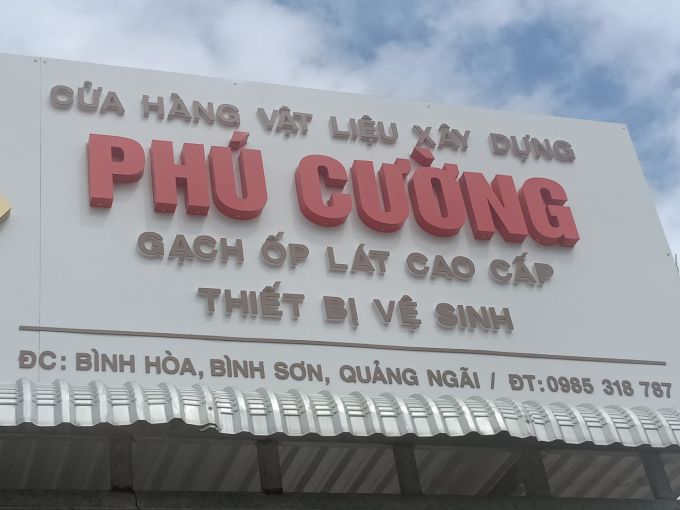 CỬA HÀNG VẬT LIỆU XÂY DỰNG
PHÚ CƯỜNG
GẠCH ỐP LÁT CAO CẤP
THIẾT BỊ VỆ SINH
ĐC: BÌNH HÒA, BÌNH SƠN, QUẢNG NGÃI / ĐT: 0985 318 787